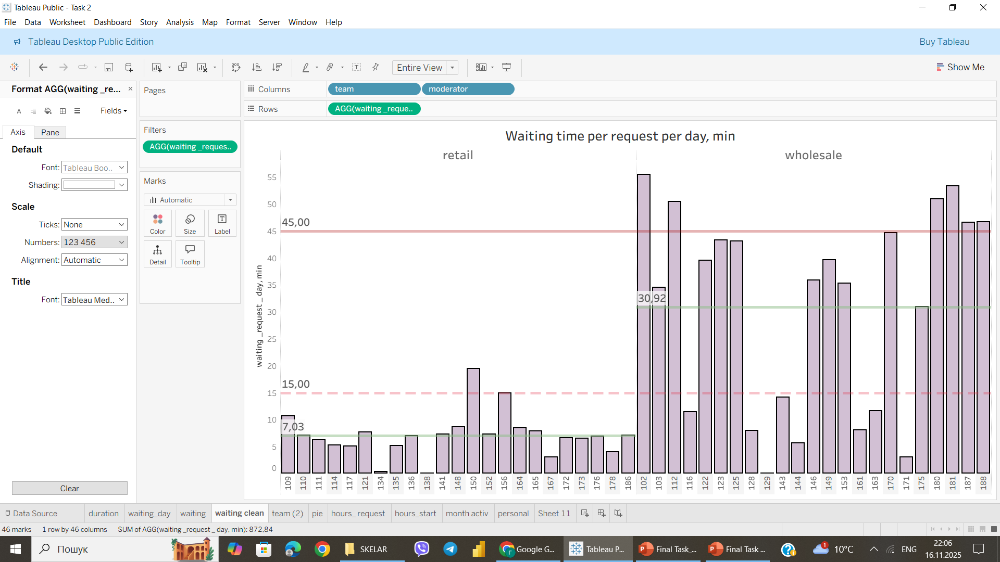 Tableau Public - Task 2
File Data Worksheet Dashboard Story Analysis Map Format Server Window Help
Tableau Desktop Public Edition
Buy Tableau
Entire View
Show Me
Format AGG(waiting _re...
Fields
Axis
Pane
Default
Font: Tableau Boo..
Shading:
Scale
Ticks: None
Numbers: 123 456
Alignment: Automatic
Title
Font: Tableau Med..
Clear
Pages
Filters
AGG(waiting _reques..
Marks
Automatic
Color
Size
Label
Detail
Tooltip
Columns
team
moderator
Rows
AGG(waiting _reque..
Waiting time per request per day, min
retail
wholesale
waiting _request _ day, min
55
50
45
40
35
30
25
20
15
10
5
0
45,00
15,00
7,03
30,92
109 110 111 114 117 121 134 135 136 138 141 148 150 152 156 164 165 167 172 173 176 178 186 102 103 112 116 122 123 125 128 129 143 144 146 149 153 161 163 170 171 175 180 181 187 188
Data Source duration waiting_day waiting waiting clean team (2) pie hours_ request hours_start month activ personal Sheet 11
46 marks 1 row by 46 columns SUM of AGG(waiting _request _ day, min): 872,84
Пошук
SKELAR
Google G...
Tableau P...
Final Task_...
Final Task ...
1
10°C
ENG
22:06
16.11.2025